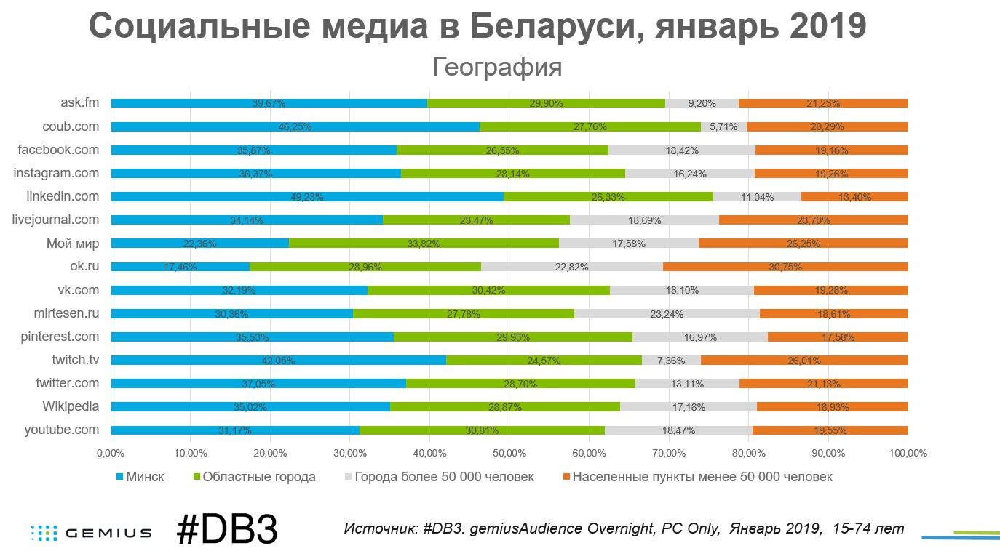 Социальные медиа в Беларуси, январь 2019
География
ask.fm 39,67% 29,90% 9,20% 21,23%
coub.com 46,25% 27,76% 5,71% 20,29%
facebook.com 35,87% 26,55% 18,42% 19,16%
instagram.com 36,37% 28,14% 16,24% 19,26%
linkedin.com 49,23% 26,33% 11,04% 13,40%
livejournal.com 34,14% 23,47% 18,69% 23,70%
Мой мир 22,36% 33,82% 17,58% 26,25%
ok.ru 17,46% 28,96% 22,82% 30,75%
vk.com 32,19% 30,42% 18,10% 19,28%
mirtesen.ru 30,36% 27,78% 23,24% 18,61%
pinterest.com 35,53% 29,93% 16,97% 17,58%
twitch.tv 42,05% 24,57% 7,36% 26,01%
twitter.com 37,05% 28,70% 13,11% 21,13%
Wikipedia 35,02% 28,87% 17,18% 18,93%
youtube.com 31,17% 30,81% 18,47% 19,55%
0,00% 10,00% 20,00% 30,00% 40,00% 50,00% 60,00% 70,00% 80,00% 90,00% 100,00%
Минск Областные города Города более 50 000 человек Населенные пункты менее 50 000 человек
GEMIUS #DB3 Источник: #DB3. gemiusAudience Overnight, PC Only, Январь 2019, 15-74 лет